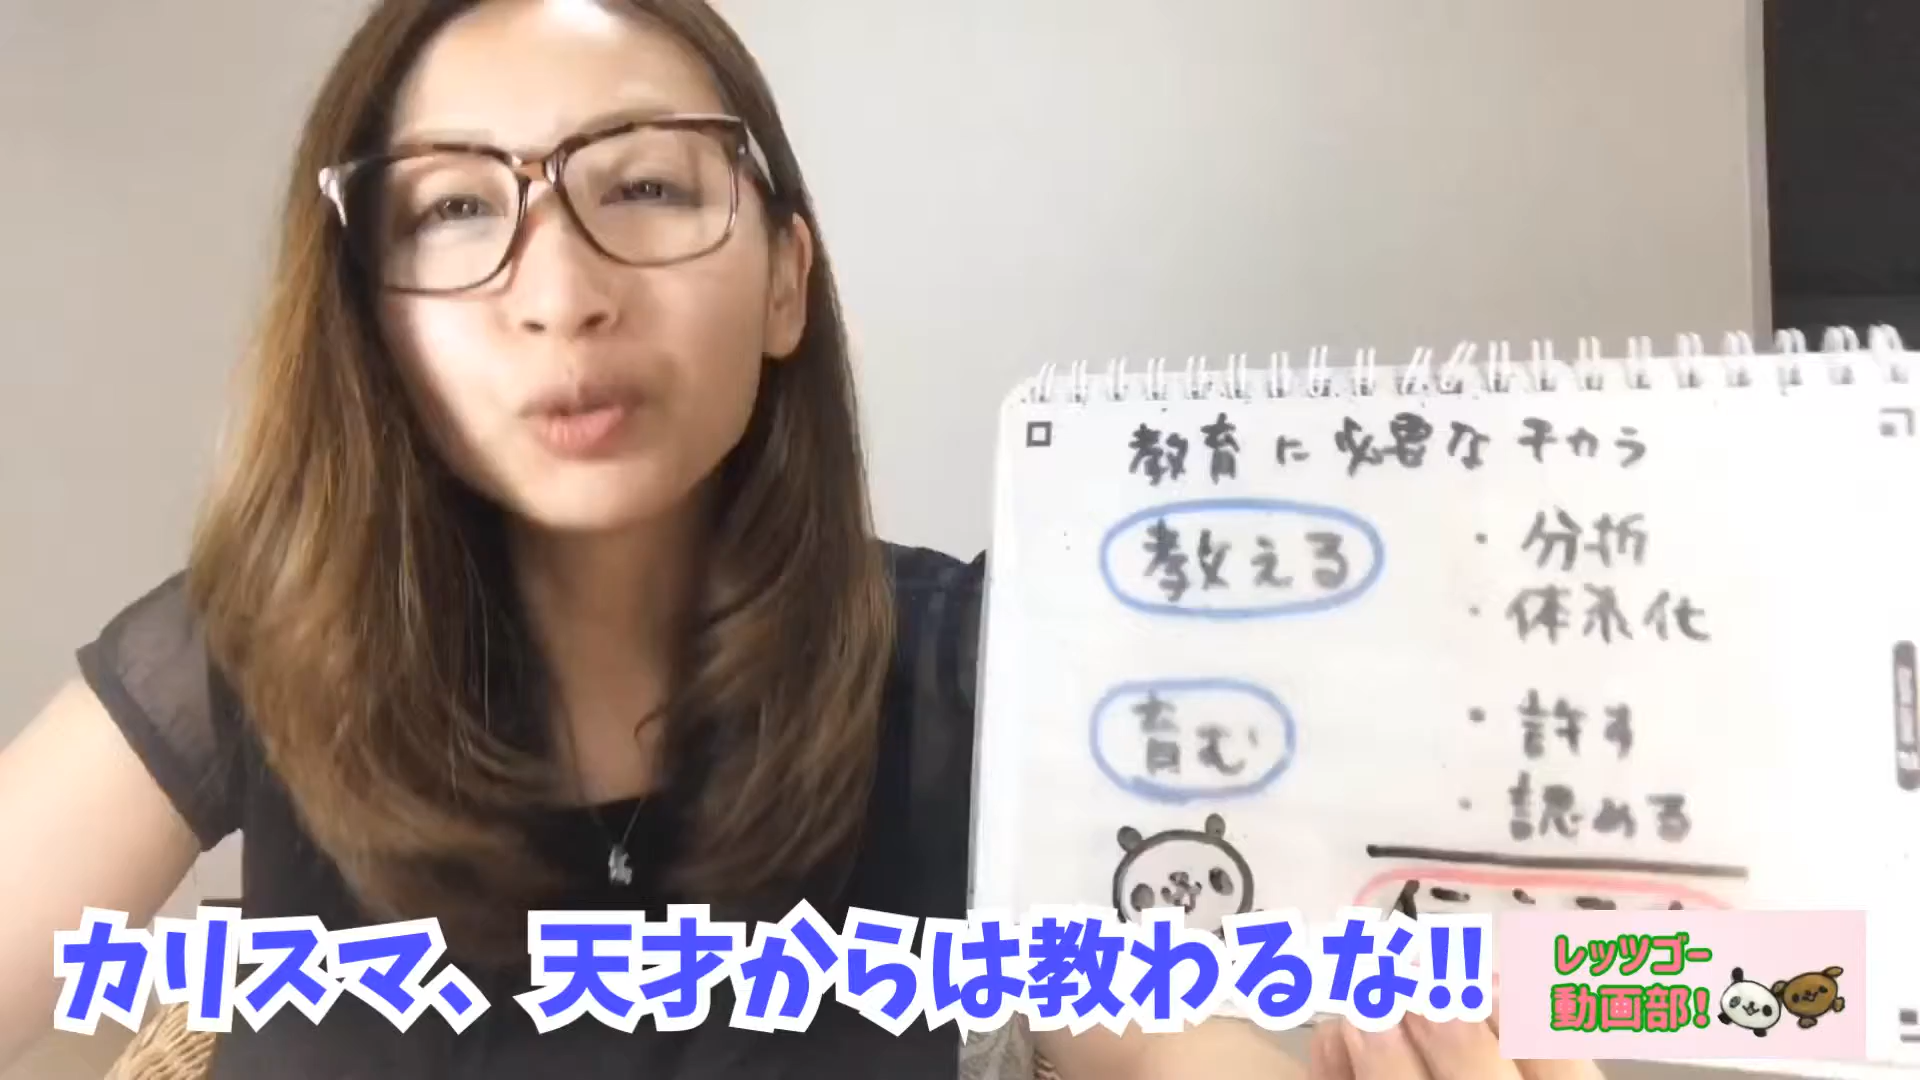 教育に必要なチカラ
教える
・分析
・体系化
育む
・許す
・認める
カリスマ、天才からは教わるな!!
レッツゴー
動画部!